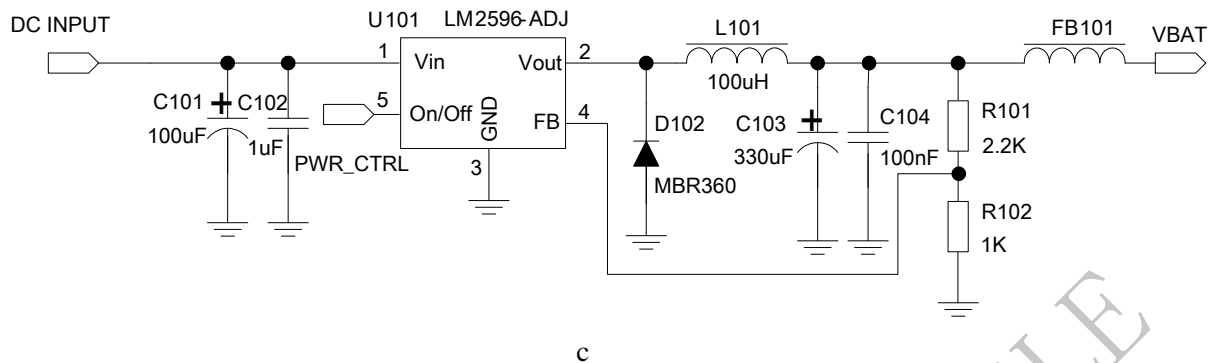 DC INPUT
U101
LM2596-ADJ
L101
FB101
VBAT
1
Vin
Vout
2
100uH
C101
+
100uF
C102
1uF
5
On/Off
PWR_CTRL
GND
3
FB
4
D102
MBR360
C103
+
330uF
C104
100nF
R101
2.2K
R102
1K
c